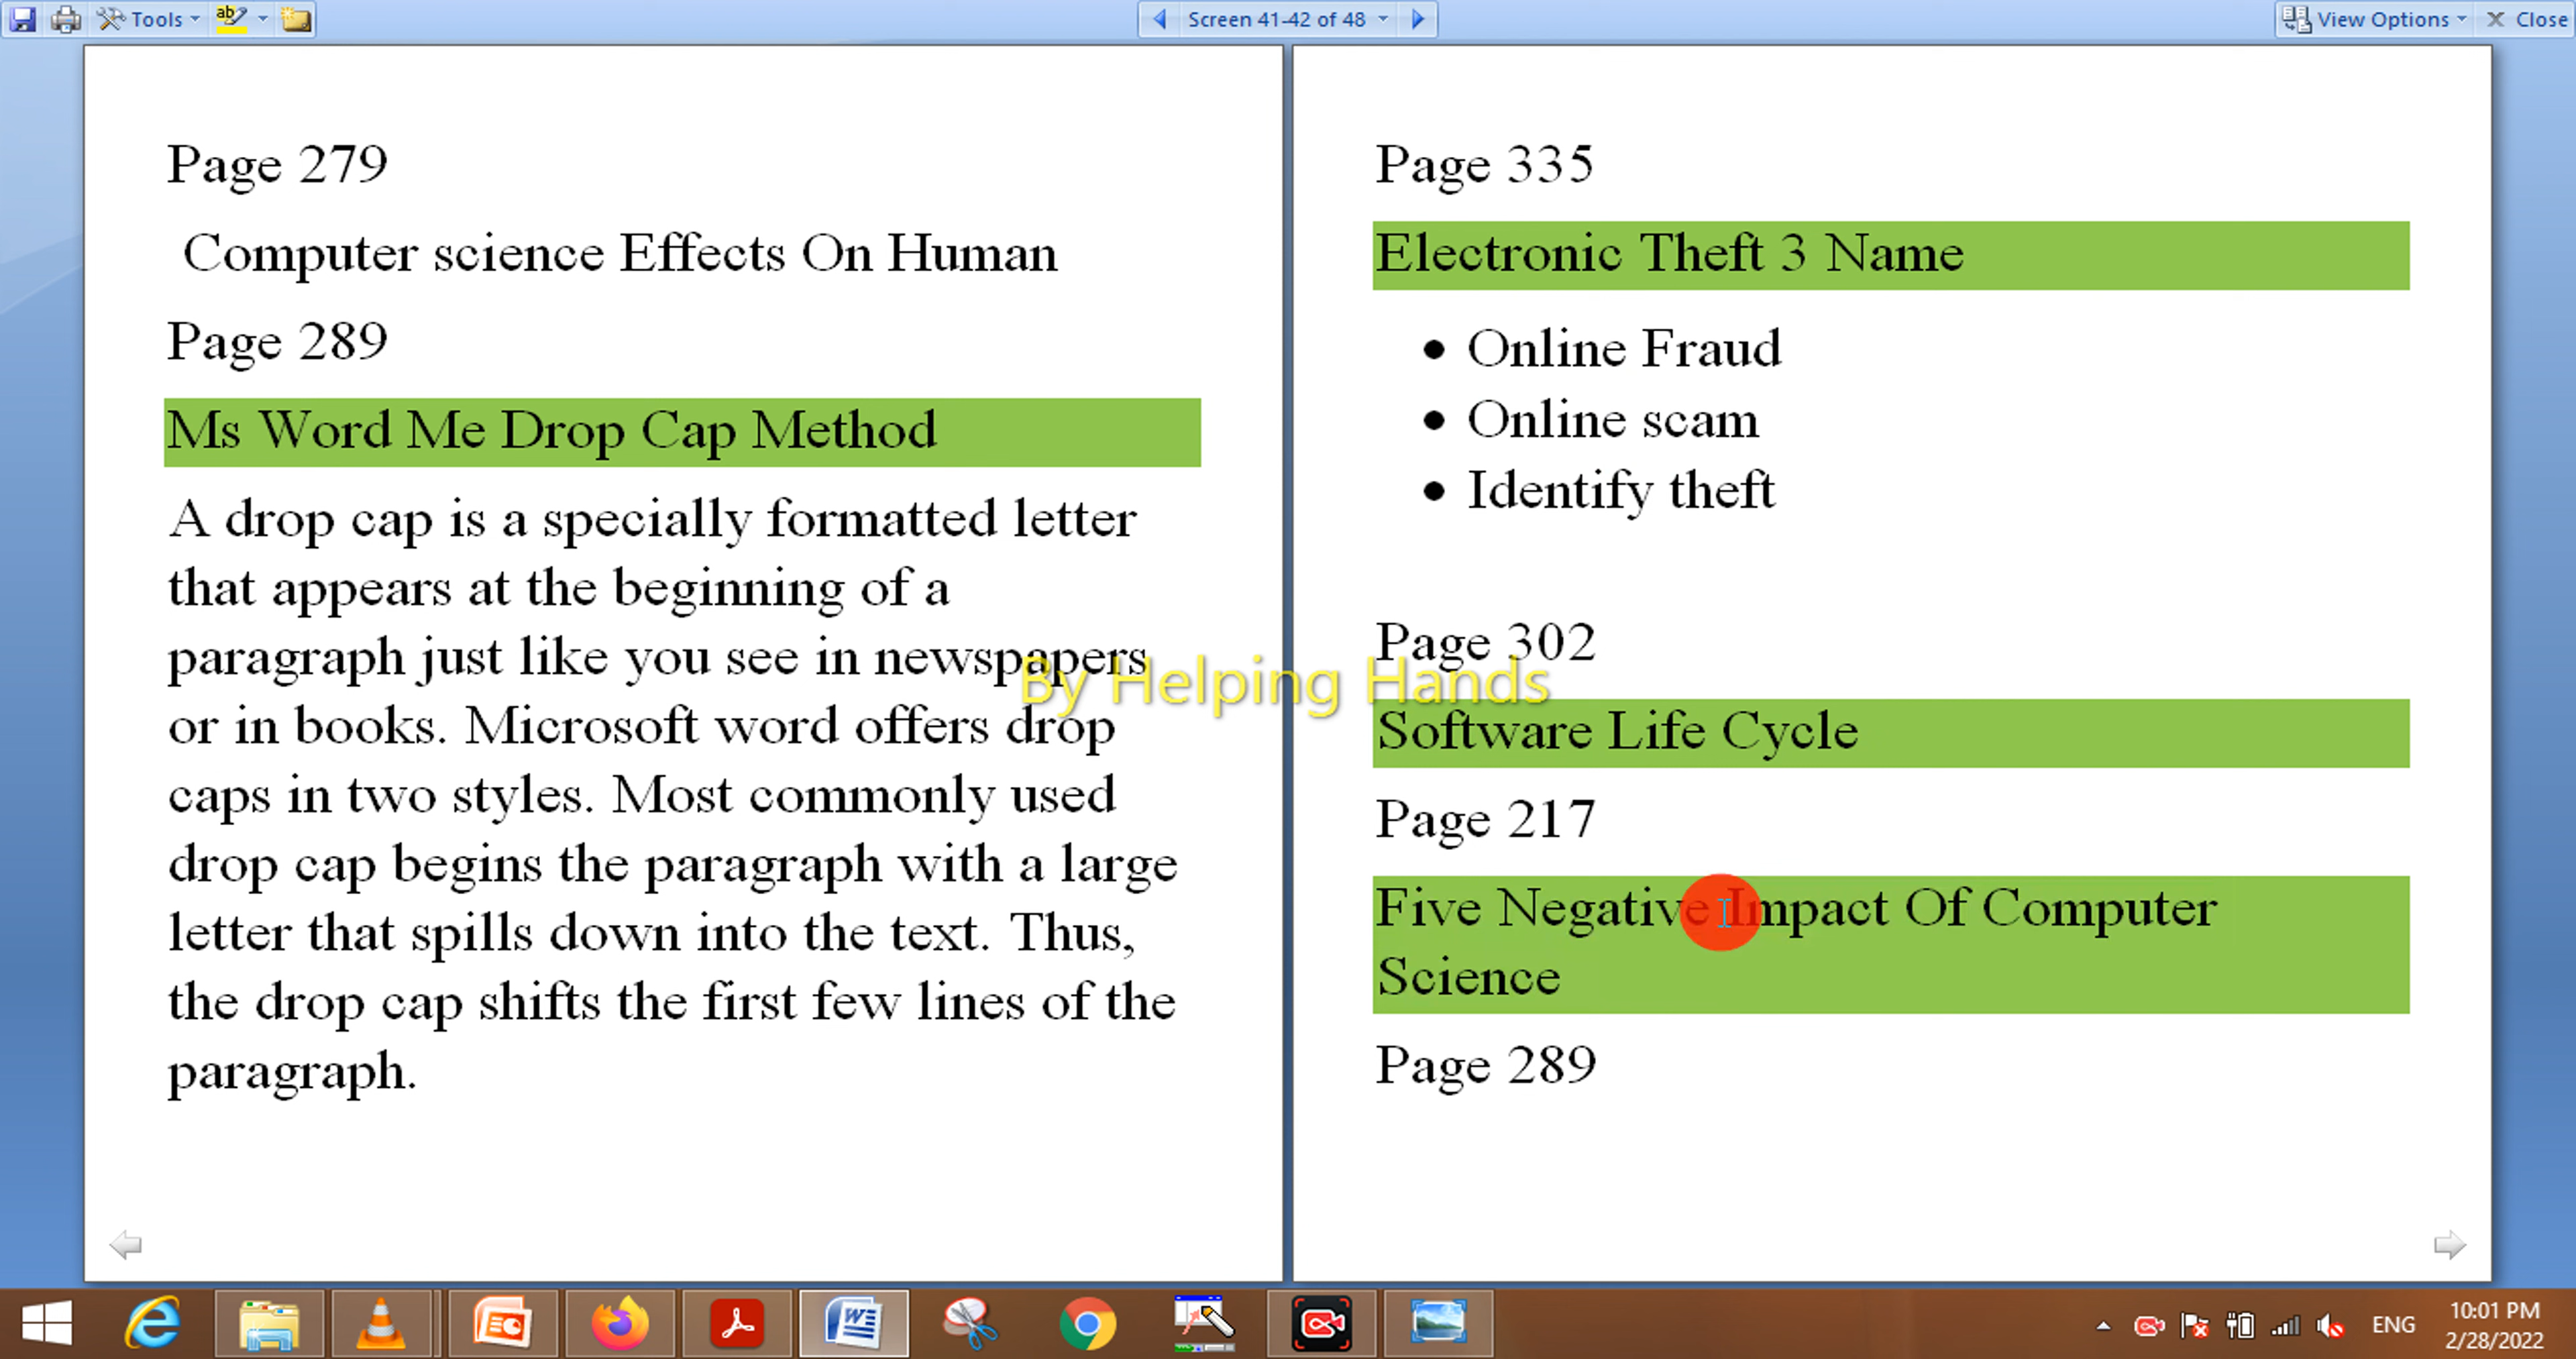 Tools
Screen 41-42 of 48
View Options
Close
Page 279
Computer science Effects On Human
Page 289
Ms Word Me Drop Cap Method
A drop cap is a specially formatted letter
that appears at the beginning of a
paragraph just like you see in newspapers
or in books. Microsoft word offers drop
caps in two styles. Most commonly used
drop cap begins the paragraph with a large
letter that spills down into the text. Thus,
the drop cap shifts the first few lines of the
paragraph.
Page 335
Electronic Theft 3 Name
• Online Fraud
• Online scam
• Identify theft
Page 302
Software Life Cycle
Page 217
Five Negative Impact Of Computer
Science
Page 289
By Helping Hands
ENG
10:01 PM
2/28/2022